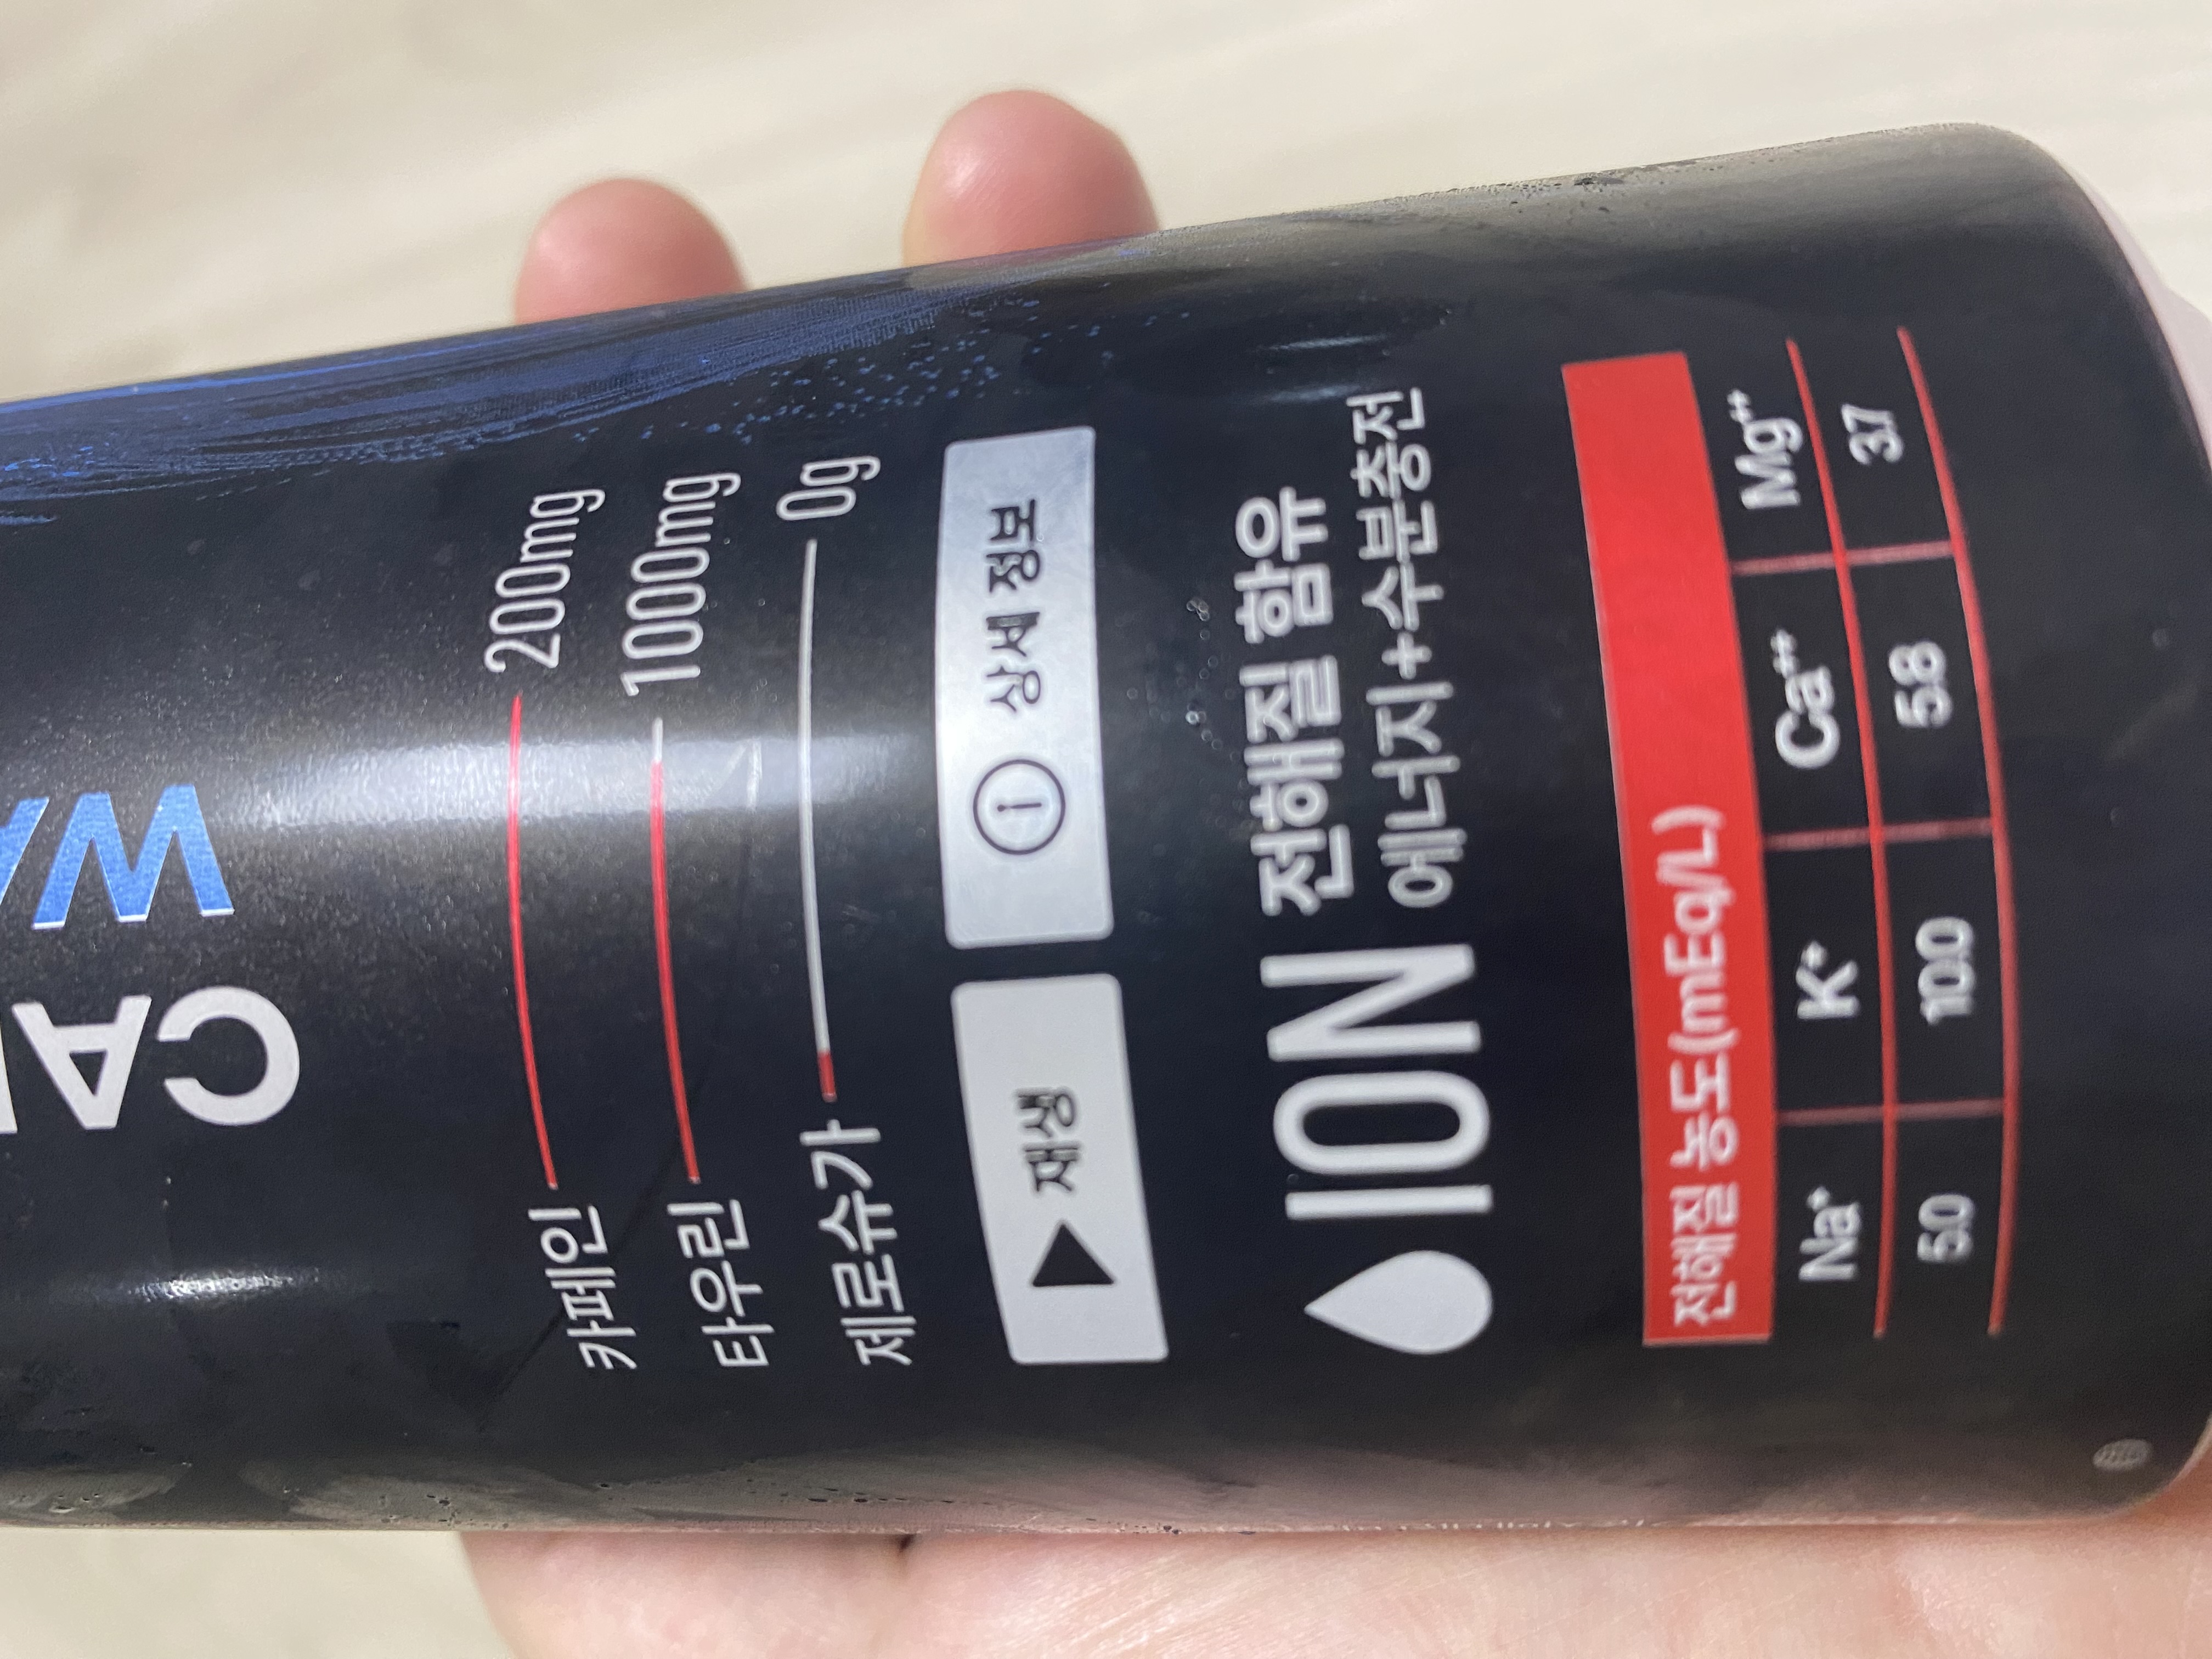 카페인 200mg
타우린 1000mg
제로슈가 0g
재생 상세 정보
ION 전해질 함유
에너지+수분충전
전해질 농도(mEq/L)
Na⁺ K⁺ Ca⁺⁺ Mg⁺⁺
5.0 10.0 5.8 3.7